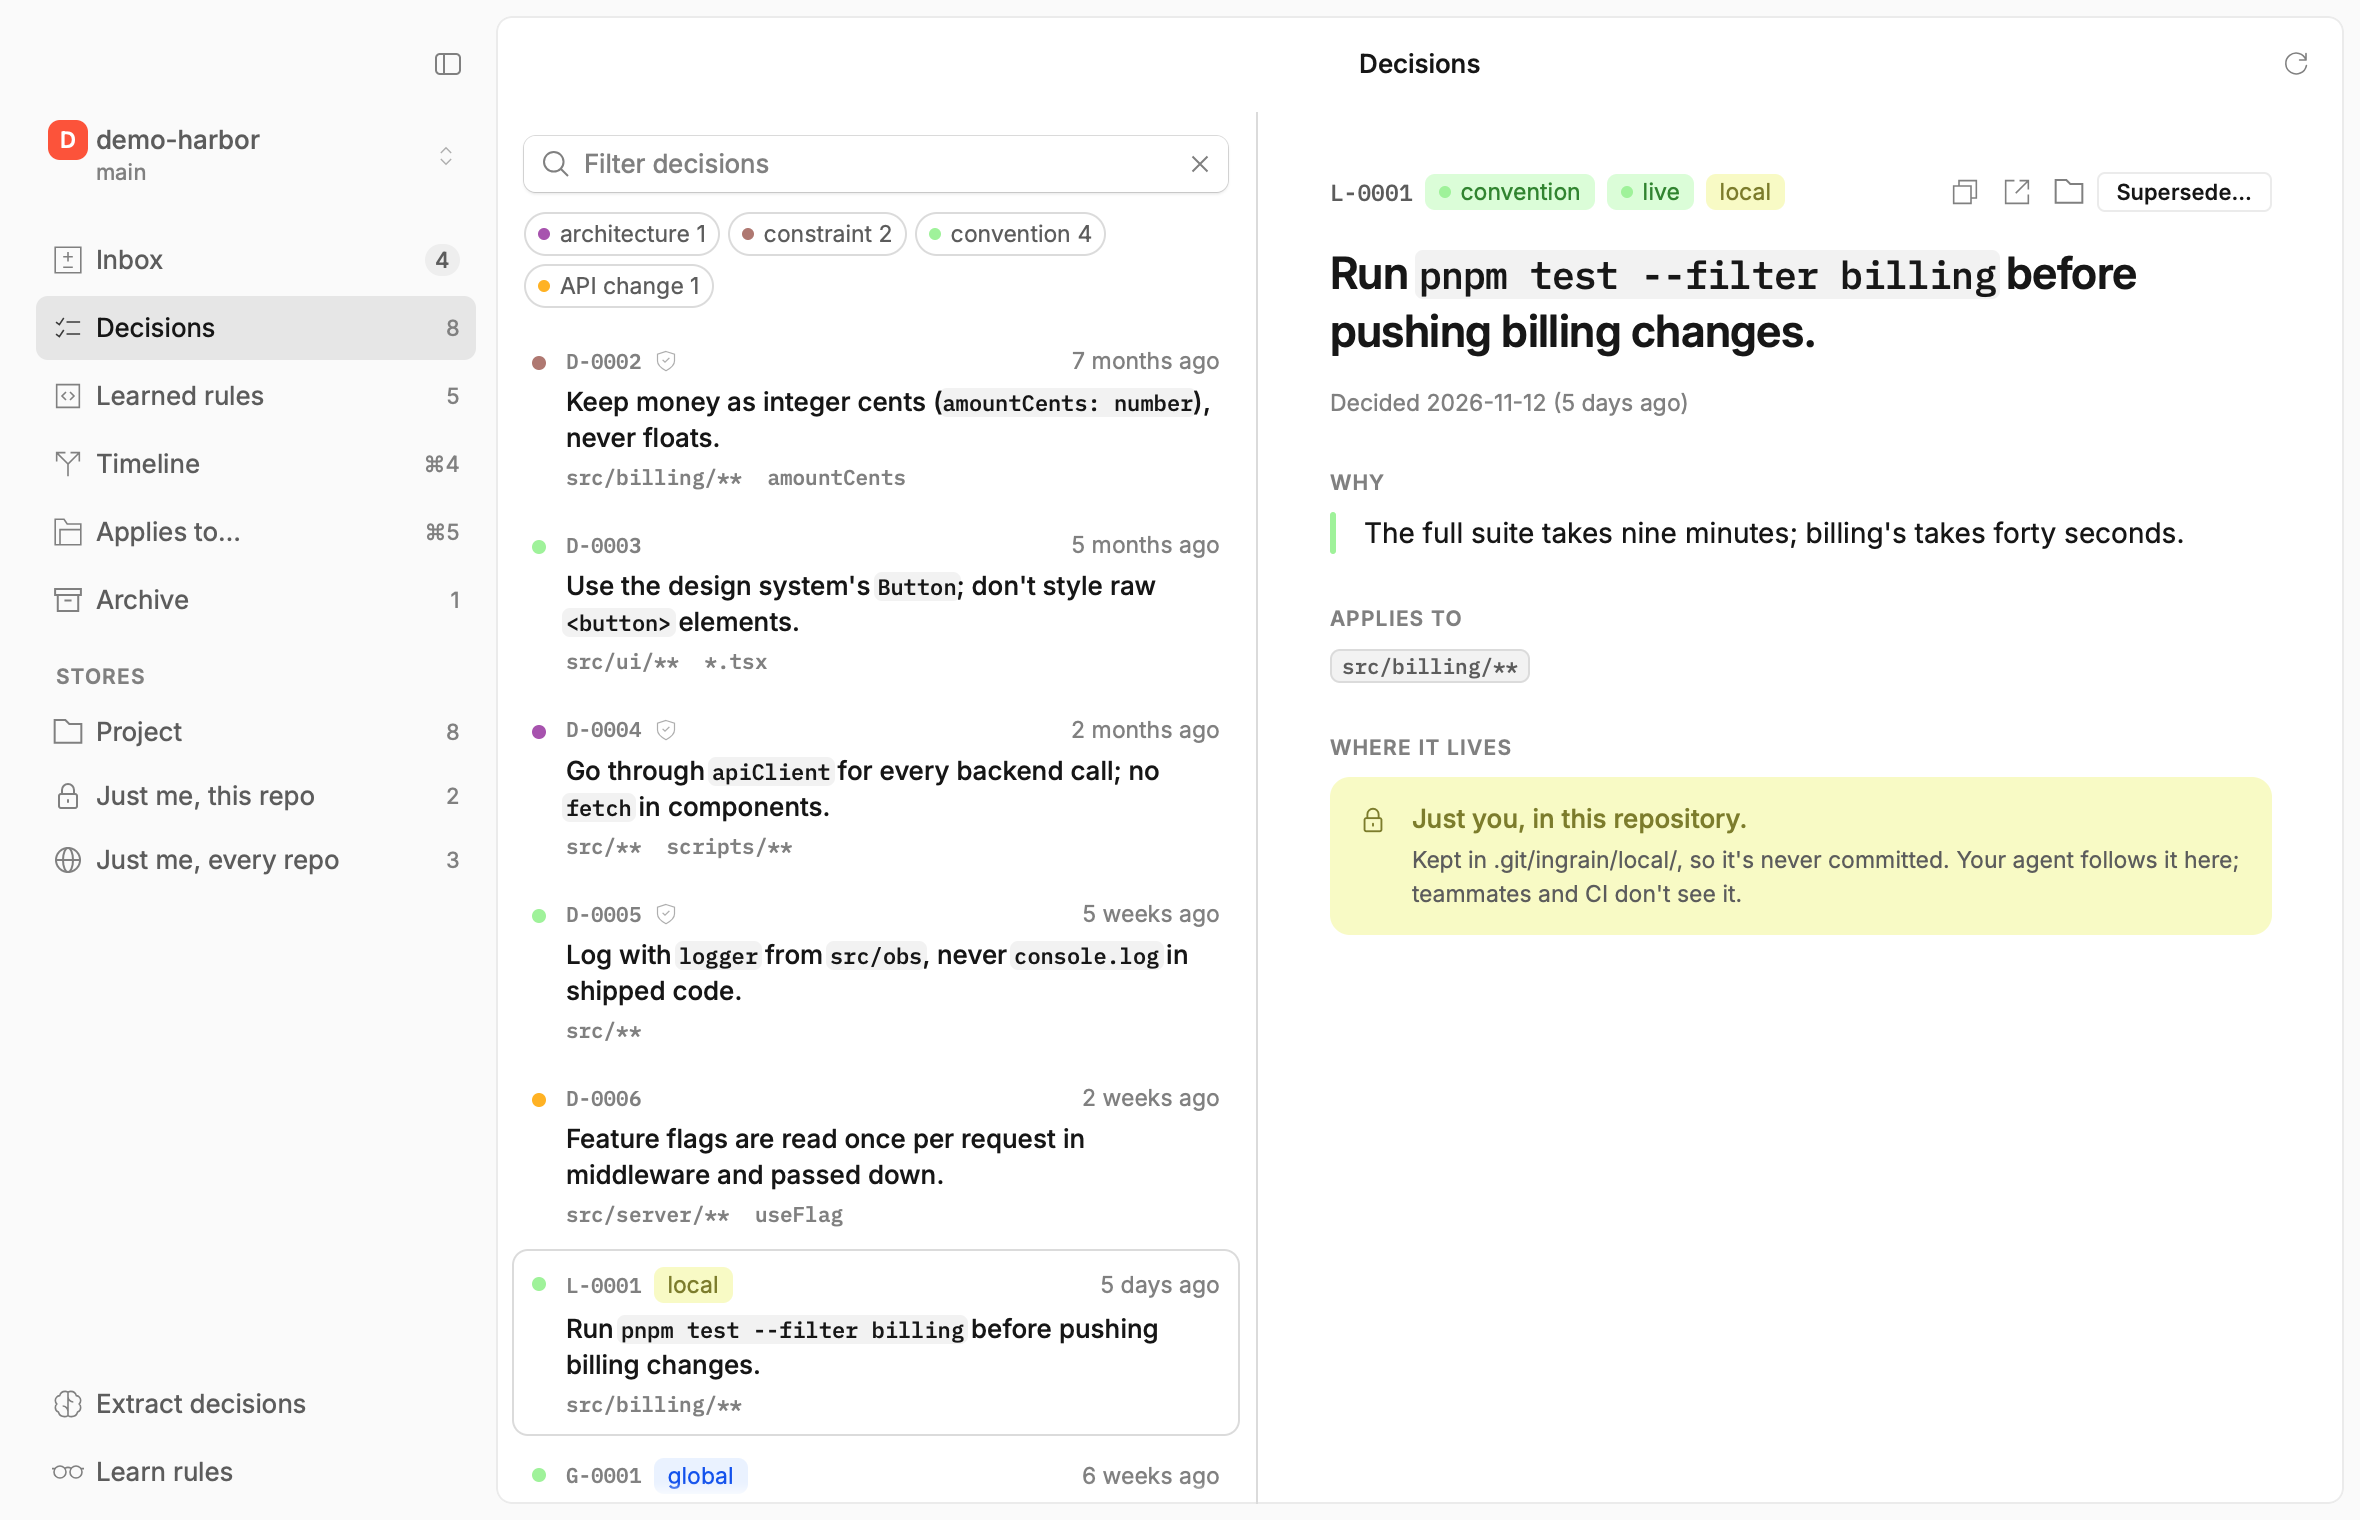 D
demo-harbor
main
Inbox 4
Decisions 8
Learned rules 5
Timeline ⌘4
Applies to... ⌘5
Archive 1
STORES
Project 8
Just me, this repo 2
Just me, every repo 3
Extract decisions
Learn rules
Decisions
Filter decisions
architecture 1
constraint 2
convention 4
API change 1
D-0002 7 months ago
Keep money as integer cents (amountCents: number),
never floats.
src/billing/** amountCents
D-0003 5 months ago
Use the design system's Button; don't style raw
<button> elements.
src/ui/** *.tsx
D-0004 2 months ago
Go through apiClient for every backend call; no
fetch in components.
src/** scripts/**
D-0005 5 weeks ago
Log with logger from src/obs, never console.log in
shipped code.
src/**
D-0006 2 weeks ago
Feature flags are read once per request in
middleware and passed down.
src/server/** useFlag
L-0001 local 5 days ago
Run pnpm test --filter billing before pushing
billing changes.
src/billing/**
G-0001 global 6 weeks ago
L-0001 convention live local Supersede...
Run pnpm test --filter billing before
pushing billing changes.
Decided 2026-11-12 (5 days ago)
WHY
The full suite takes nine minutes; billing's takes forty seconds.
APPLIES TO
src/billing/**
WHERE IT LIVES
Just you, in this repository.
Kept in .git/ingrain/local/, so it's never committed. Your agent follows it here;
teammates and CI don't see it.